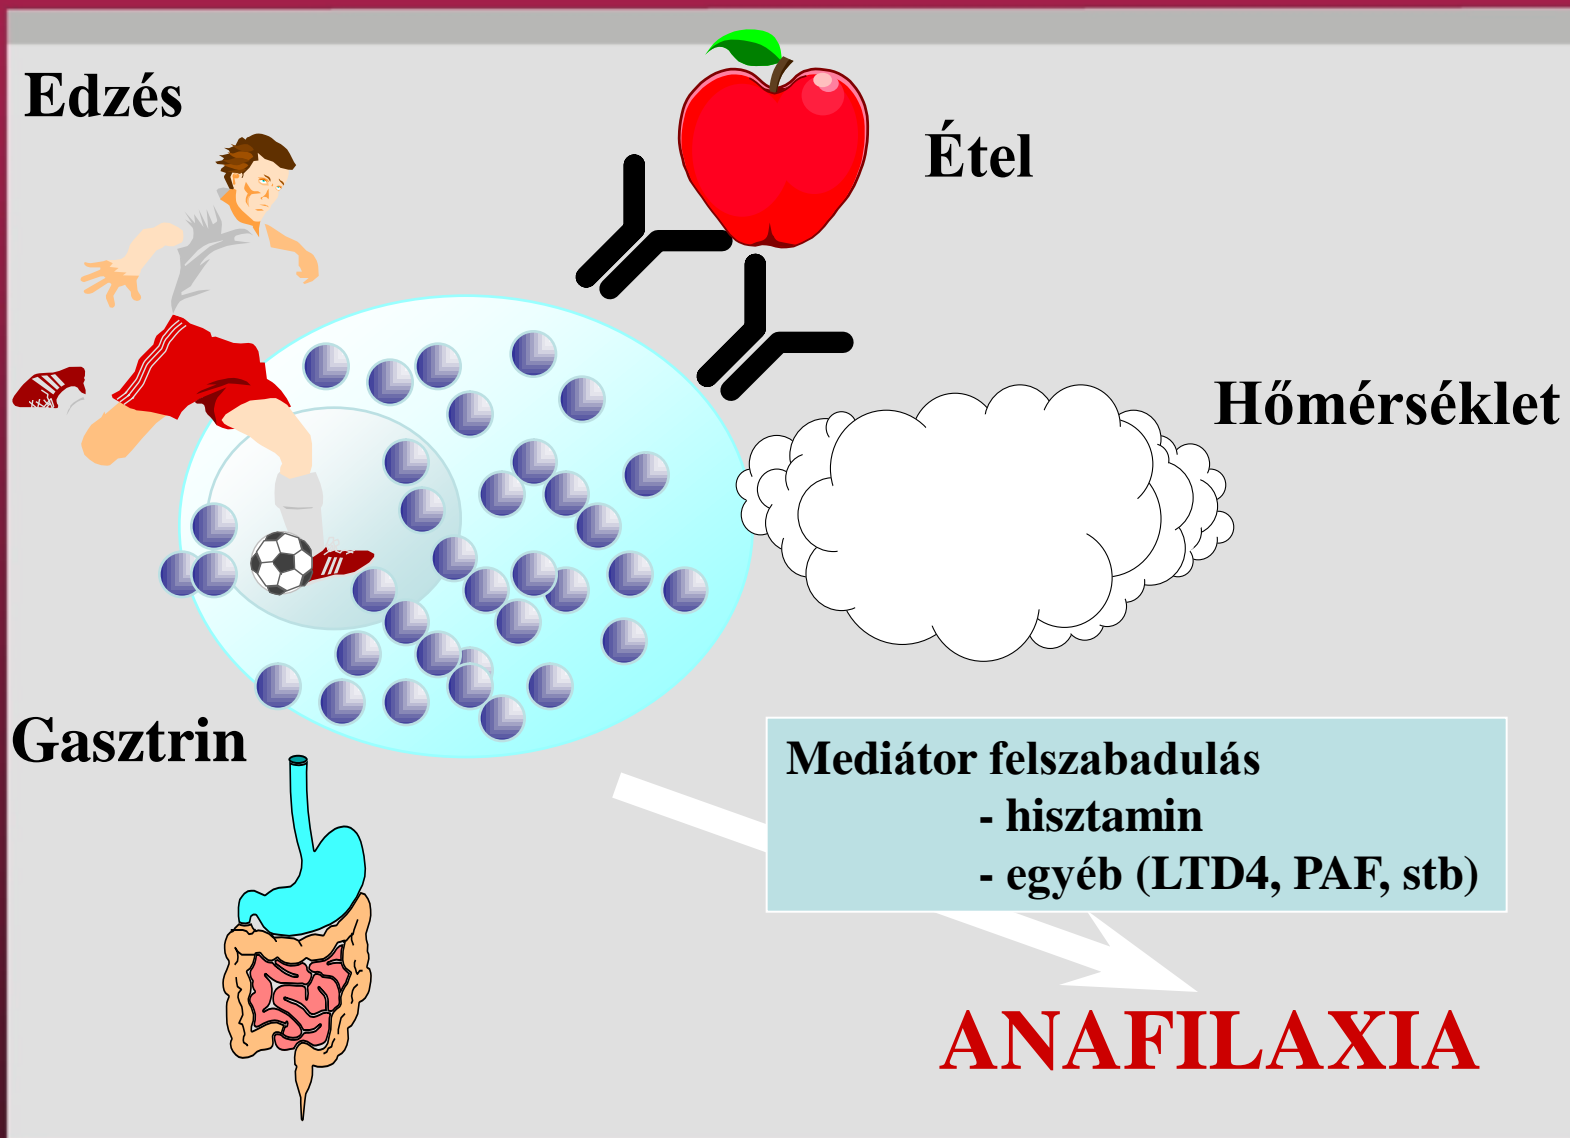 Edzés
Étel
Hőmérséklet
Gasztrin
Mediátor felszabadulás
- hisztamin
- egyéb (LTD4, PAF, stb)
ANAFILAXIA